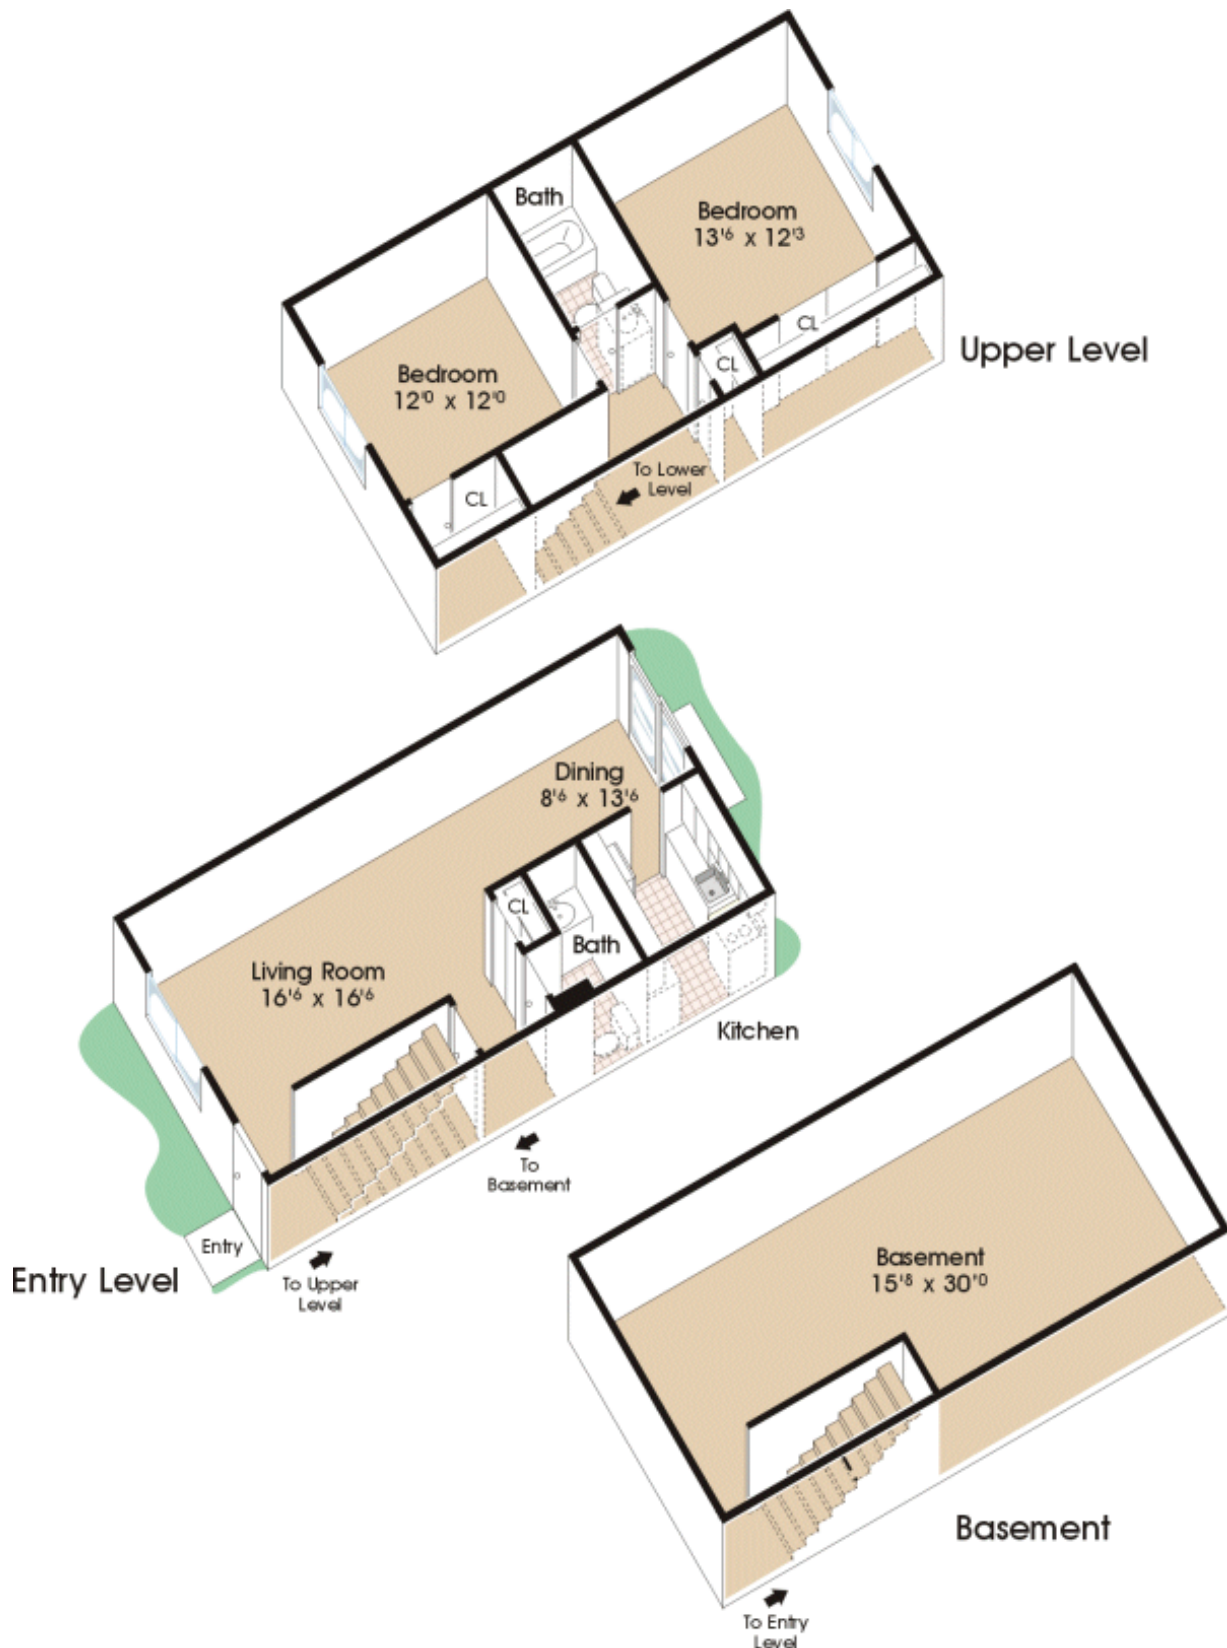 Bath
Bedroom
13'6 x 12'3
CL
CL
Upper Level
Bedroom
12'0 x 12'0
CL
To Lower
Level
Dining
8'6 x 13'6
CL
Bath
Living Room
16'6 x 16'6
Kitchen
To
Basement
Entry
Entry Level
To Upper
Level
Basement
15'8 x 30'0
Basement
To Entry
Level